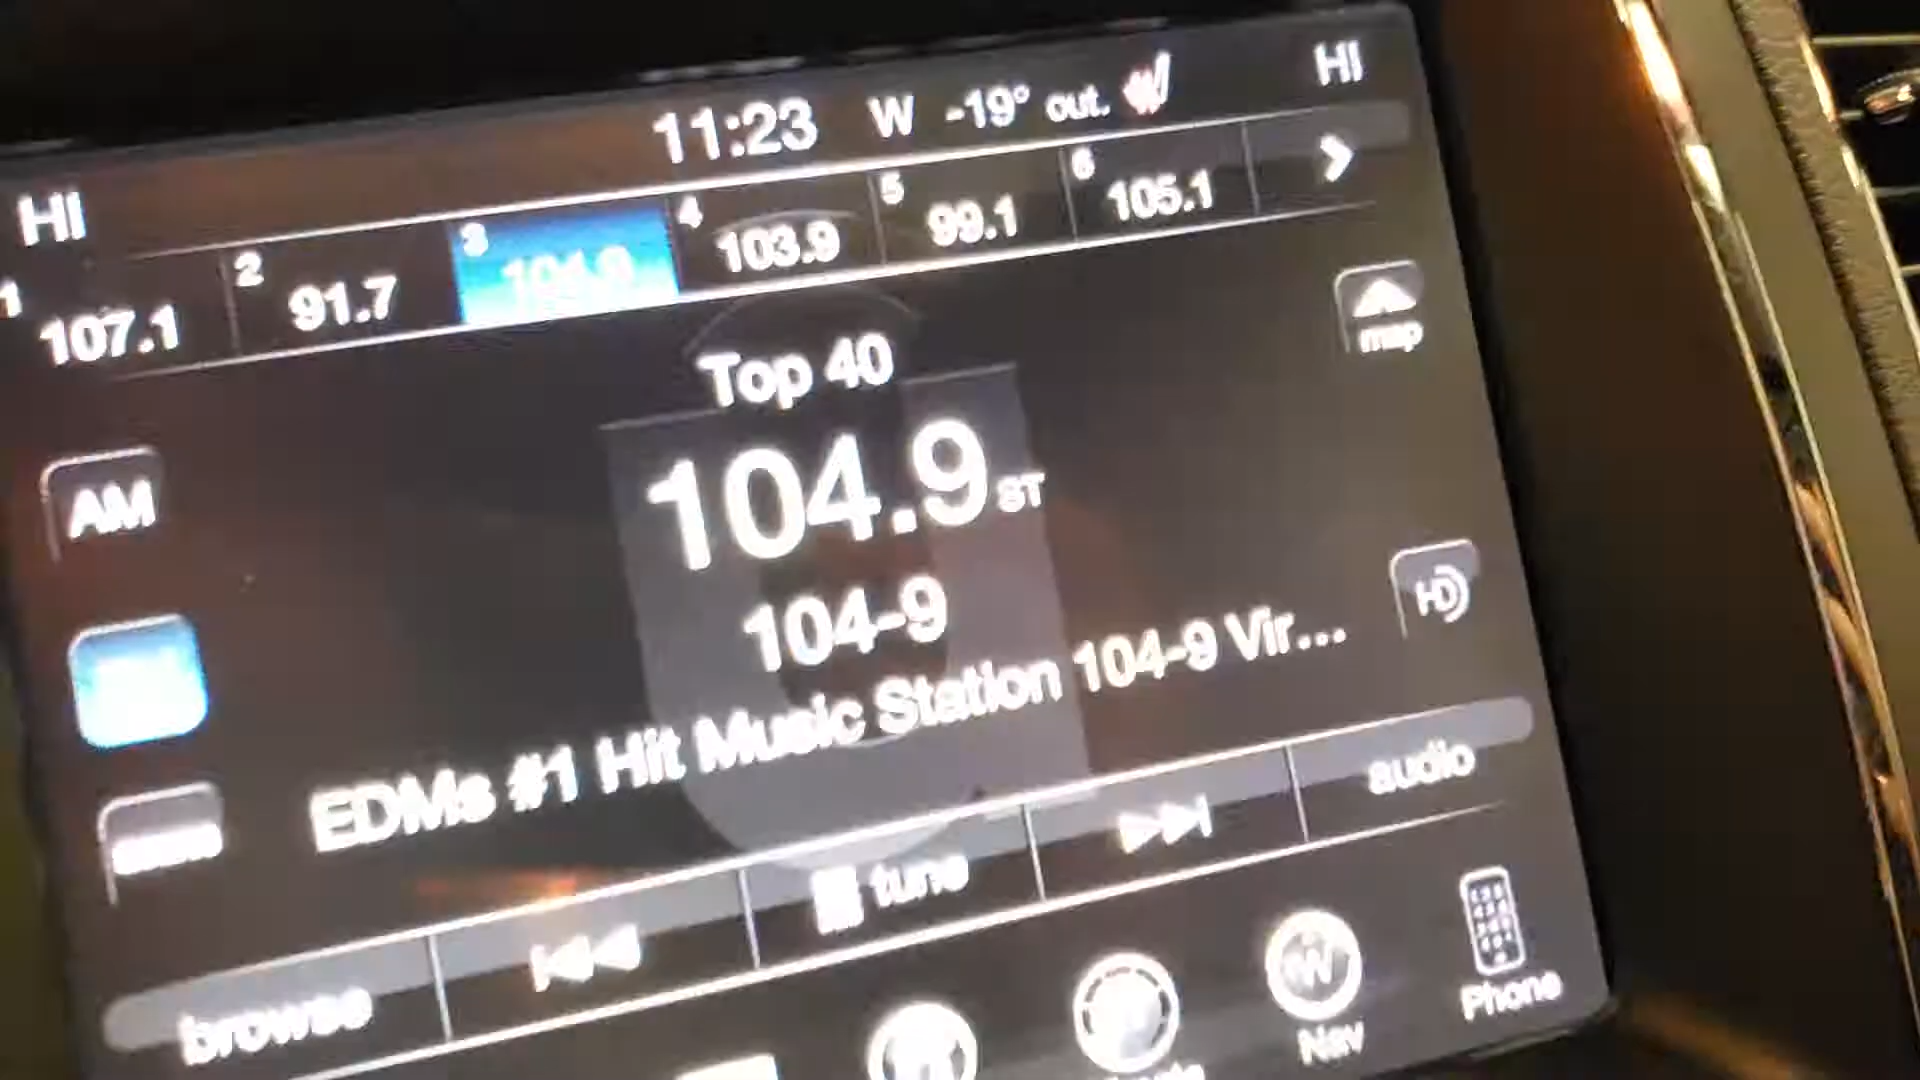 HI 11:23 W -19° out. HI
1 107.1 2 91.7 3 104.9 4 103.9 5 99.1 6 105.1
map
Top 40
AM
104.9 ST
HD
104-9
EDMs #1 Hit Music Station 104-9 Vir...
browse tune audio
Nav Phone